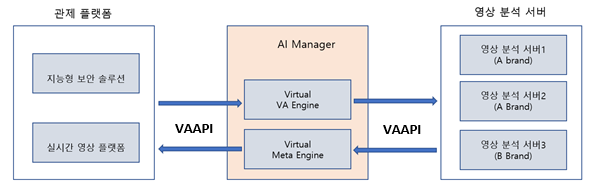 관제 플랫폼
지능형 보안 솔루션
실시간 영상 플랫폼
VAAPI
AI Manager
Virtual
VA Engine
Virtual
Meta Engine
VAAPI
영상 분석 서버
영상 분석 서버1
(A brand)
영상 분석 서버2
(A Brand)
영상 분석 서버3
(B Brand)